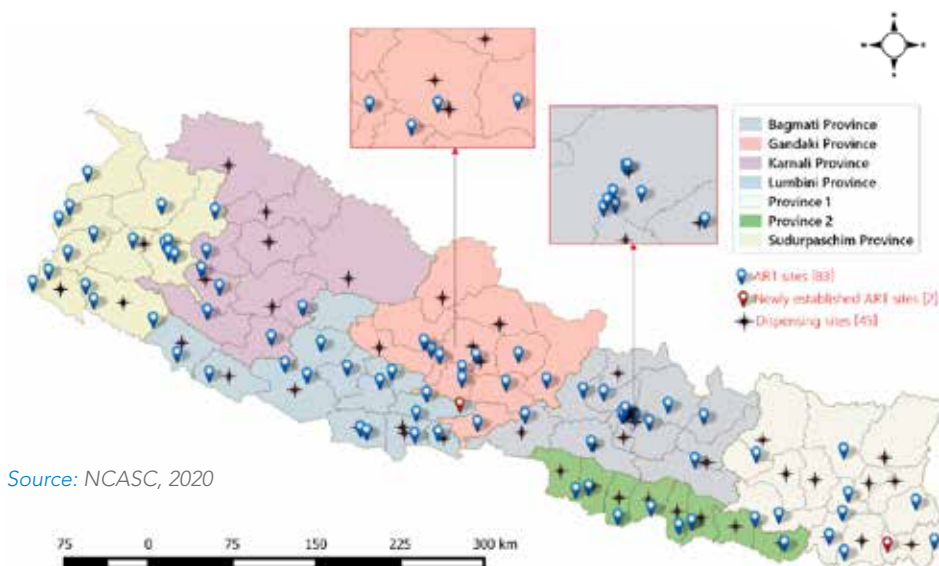 Bagmati Province
Gandaki Province
Karnali Province
Lumbini Province
Province 1
Province 2
Sudurpaschim Province
ART sites [83]
Newly established ART sites [2]
Dispensing sites [45]
Source: NCASC, 2020
75 0 75 150 225 300 km